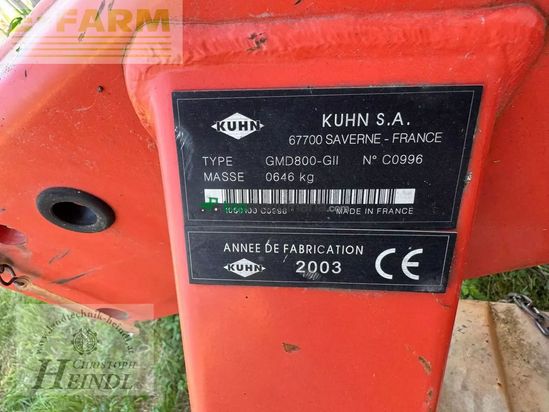 FARM
KUHN
KUHN S.A.
67700 SAVERNE - FRANCE
TYPE GMD800-GII N° C0996
MASSE 0646 kg
C0996
MADE IN FRANCE
ANNEE DE FABRICATION
KUHN 2003 CE
CHRISTOPH
HEINDL